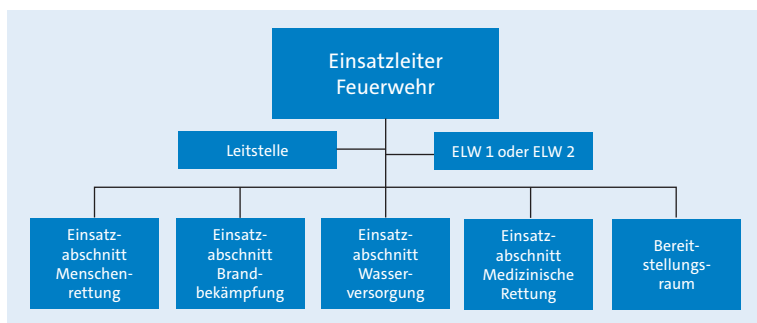 Einsatzleiter
Feuerwehr
Leitstelle
ELW 1 oder ELW 2
Einsatz-
abschnitt
Menschen-
rettung
Einsatz-
abschnitt
Brand-
bekämpfung
Einsatz-
abschnitt
Wasser-
versorgung
Einsatz-
abschnitt
Medizinische
Rettung
Bereit-
stellungs-
raum